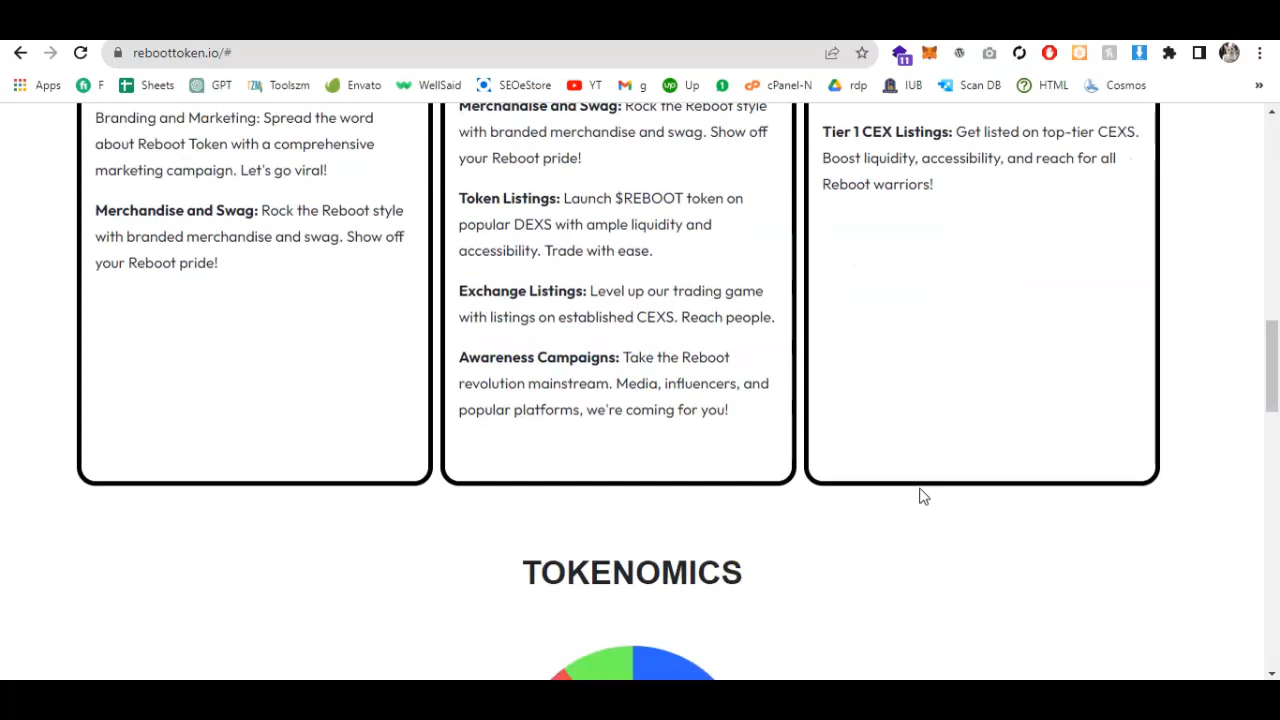 reboottoken.io/#
11
Apps F Sheets GPT Toolszm Envato WellSaid SEOeStore YT g Up rdp cPanel-N IUB Scan DB HTML Cosmos »
Branding and Marketing: Spread the word
about Reboot Token with a comprehensive
marketing campaign. Let's go viral!
Merchandise and Swag: Rock the Reboot style
with branded merchandise and swag. Show off
your Reboot pride!
Merchandise and Swag: Rock the Reboot style
with branded merchandise and swag. Show off
your Reboot pride!
Token Listings: Launch $REBOOT token on
popular DEXS with ample liquidity and
accessibility. Trade with ease.
Exchange Listings: Level up our trading game
with listings on established CEXS. Reach people.
Awareness Campaigns: Take the Reboot
revolution mainstream. Media, influencers, and
popular platforms, we're coming for you!
Tier 1 CEX Listings: Get listed on top-tier CEXS.
Boost liquidity, accessibility, and reach for all
Reboot warriors!
TOKENOMICS